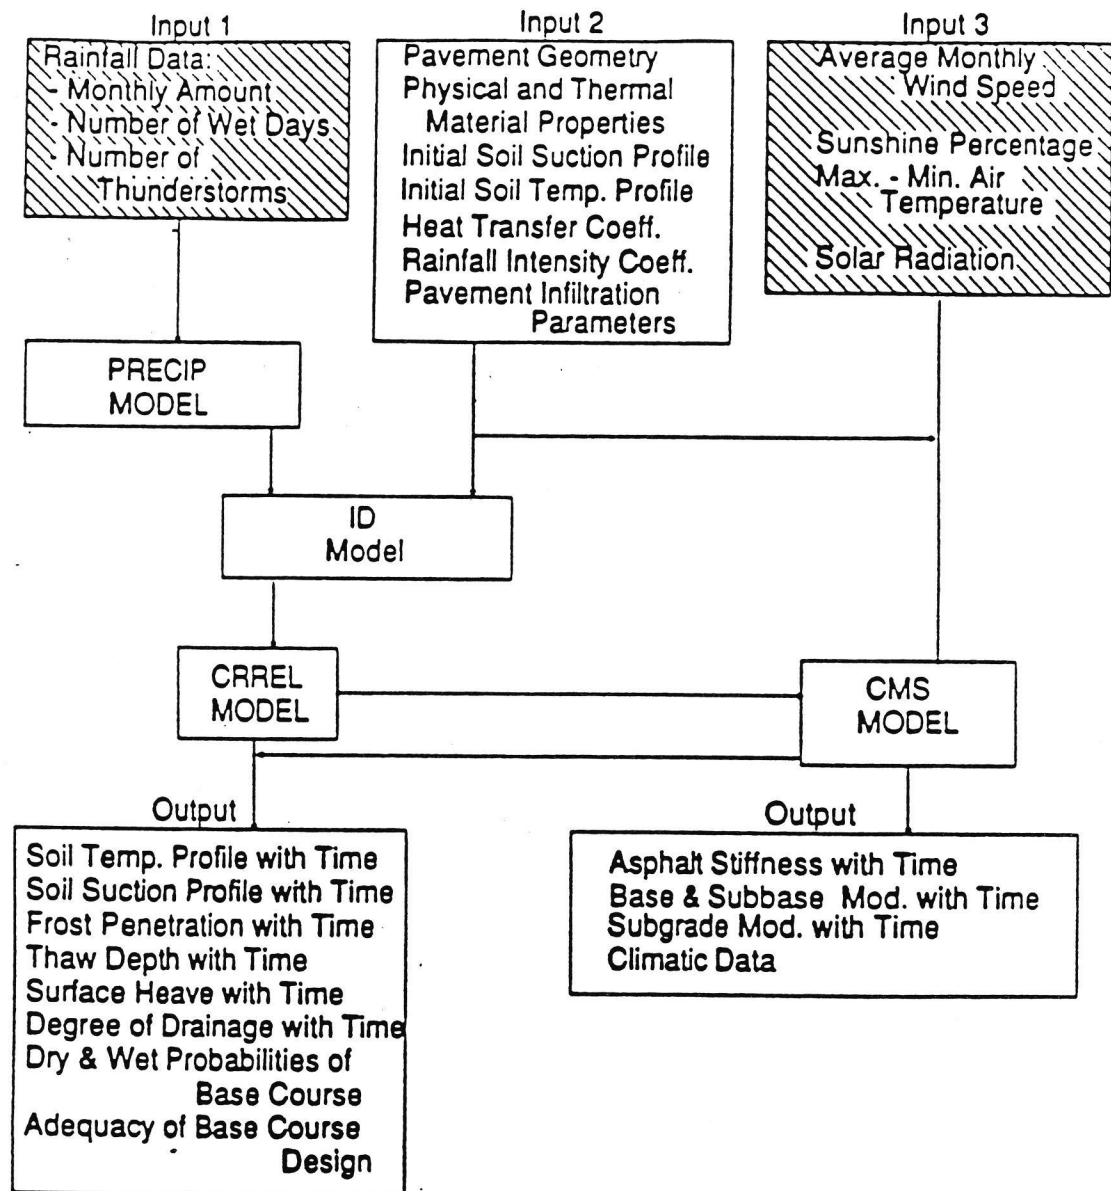 Input 1
Rainfall Data:
- Monthly Amount
- Number of Wet Days
- Number of
Thunderstorms
Input 2
Pavement Geometry
Physical and Thermal
Material Properties
Initial Soil Suction Profile
Initial Soil Temp. Profile
Heat Transfer Coeff.
Rainfall Intensity Coeff.
Pavement Infiltration
Parameters
Input 3
Average Monthly
Wind Speed
Sunshine Percentage
Max. - Min. Air
Temperature
Solar Radiation
PRECIP
MODEL
ID
Model
CRREL
MODEL
CMS
MODEL
Output
Soil Temp. Profile with Time
Soil Suction Profile with Time
Frost Penetration with Time
Thaw Depth with Time
Surface Heave with Time
Degree of Drainage with Time
Dry & Wet Probabilities of
Base Course
Adequacy of Base Course
Design
Output
Asphalt Stiffness with Time
Base & Subbase Mod. with Time
Subgrade Mod. with Time
Climatic Data